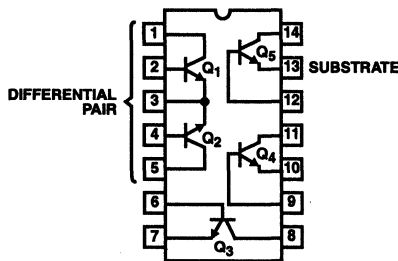 1
2
3
4
5
6
7
DIFFERENTIAL
PAIR
Q1
Q2
Q3
Q5
Q4
14
13 SUBSTRATE
12
11
10
9
8